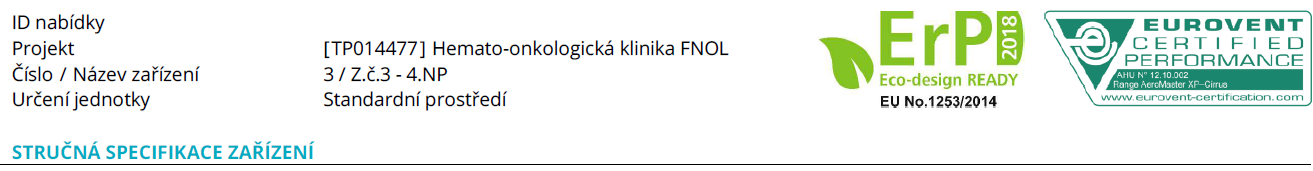 ID nabídky
Projekt [TP014477] Hemato-onkologická klinika FNOL
Číslo / Název zařízení 3 / Z.č.3 - 4.NP
Určení jednotky Standardní prostředí
ErP 2018
Eco-design READY
EU No.1253/2014
EUROVENT
CERTIFIED
PERFORMANCE
AHU N° 12.10.002
Range AeroMaster XP-Cirrus
www.eurovent-certification.com
STRUČNÁ SPECIFIKACE ZAŘÍZENÍ